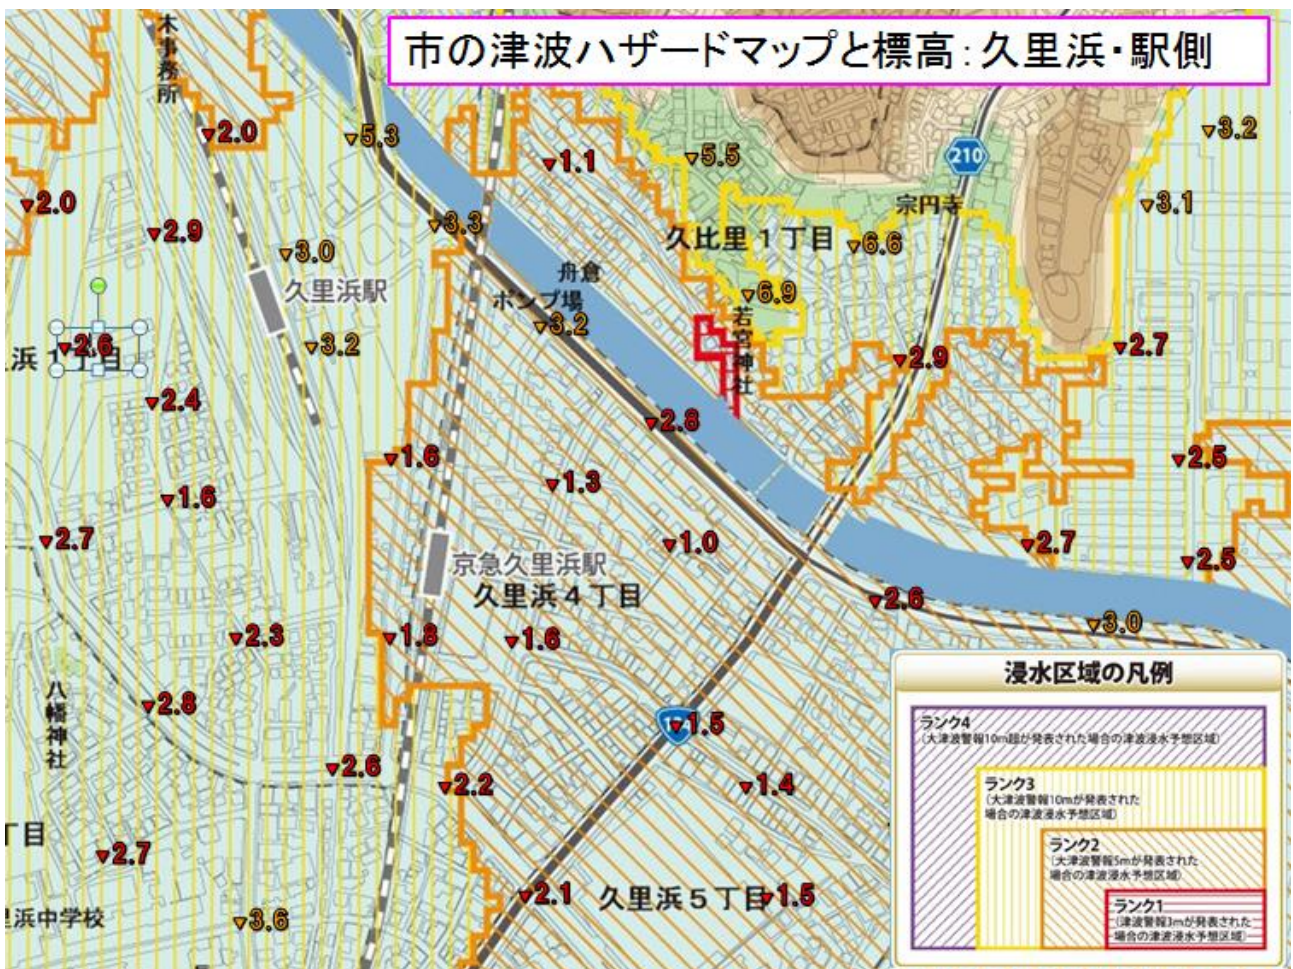 市の津波ハザードマップと標高：久里浜・駅側
木事務所
▼2.0
▼5.3
▼1.1
▼5.5
210
▼3.2
▼2.0
▼2.9
▼3.3
▼3.0
久比里1丁目
▼6.6
宗円寺
▼3.1
久里浜駅
舟倉
ポンプ場
▼3.2
▼6.9
若宮神社
▼2.6
浜1丁目
▼3.2
▼2.9
▼2.7
▼2.4
▼2.8
▼1.6
▼1.3
▼2.5
▼1.6
▼2.7
▼1.0
▼2.7
▼2.5
京急久里浜駅
久里浜4丁目
▼2.6
▼3.0
▼2.3
▼1.8
▼1.6
八幡神社
▼2.8
▼1.5
▼2.6
▼2.2
▼1.4
丁目
▼2.7
▼2.1
久里浜5丁目
▼1.5
里浜中学校
▼3.6
浸水区域の凡例
ランク4
(大津波警報10m超が発表された場合の津波浸水予想区域)
ランク3
(大津波警報10mが発表された
場合の津波浸水予想区域)
ランク2
(大津波警報5mが発表された
場合の津波浸水予想区域)
ランク1
(津波警報3mが発表された
場合の津波浸水予想区域)